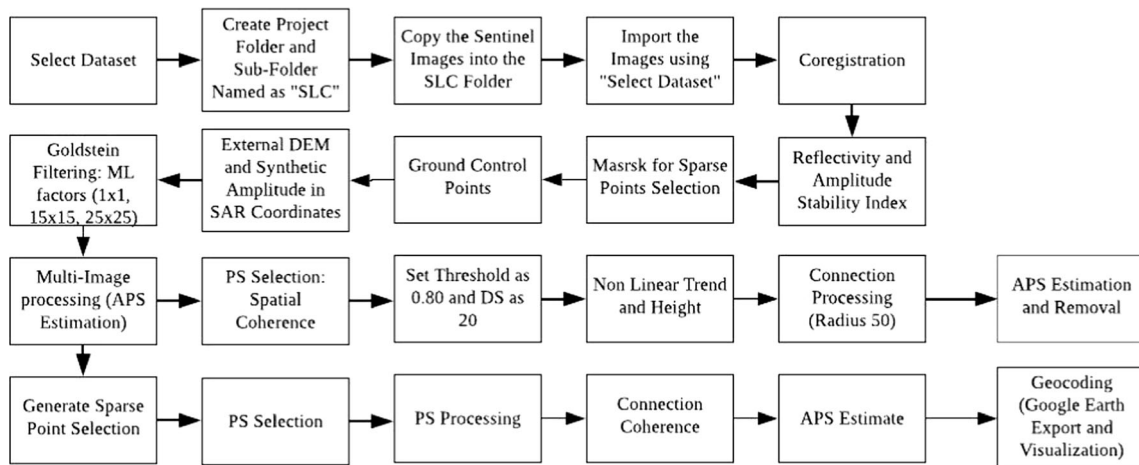 Select Dataset
Create Project
Folder and
Sub-Folder
Named as "SLC"
Copy the Sentinel
Images into the
SLC Folder
Import the
Images using
"Select Dataset"
Coregistration
Goldstein
Filtering: ML
factors (1x1,
15x15, 25x25)
External DEM
and Synthetic
Amplitude in
SAR Coordinates
Ground Control
Points
Masrsk for Sparse
Points Selection
Reflectivity and
Amplitude
Stability Index
Multi-Image
processing (APS
Estimation)
PS Selection:
Spatial
Coherence
Set Threshold as
0.80 and DS as
20
Non Linear Trend
and Height
Connection
Processing
(Radius 50)
APS Estimation
and Removal
Generate Sparse
Point Selection
PS Selection
PS Processing
Connection
Coherence
APS Estimate
Geocoding
(Google Earth
Export and
Visualization)